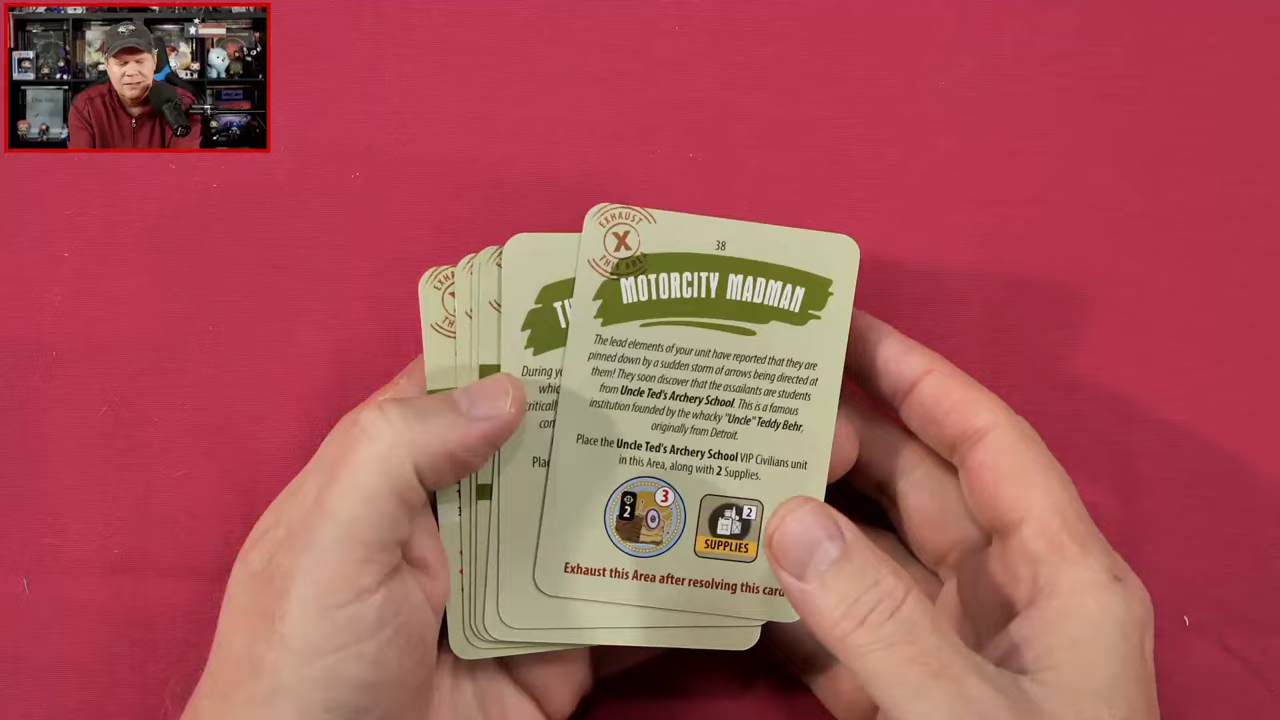 EXHAUST
X
THIS AREA
38
MOTORCITY MADMAN
The lead elements of your unit have reported that they are
pinned down by a sudden storm of arrows being directed at
them! They soon discover that the assailants are students
from Uncle Ted's Archery School. This is a famous
institution founded by the whacky "Uncle" Teddy Behr,
originally from Detroit.
Place the Uncle Ted's Archery School VIP Civilians unit
in this Area, along with 2 Supplies.
2
3
2
SUPPLIES
Exhaust this Area after resolving this card
During